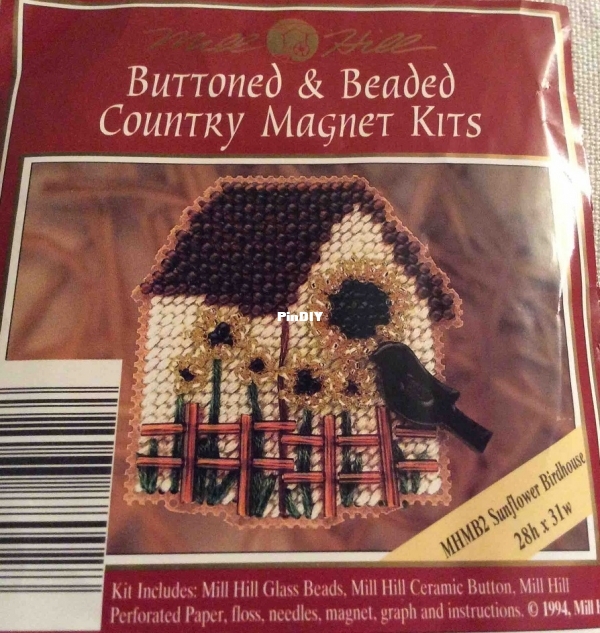 Mill Hill
Buttoned & Beaded
Country Magnet Kits
PinDIY
MHMB2 Sunflower Birdhouse
28h x 31w
Kit Includes: Mill Hill Glass Beads, Mill Hill Ceramic Button, Mill Hill
Perforated Paper, floss, needles, magnet, graph and instructions. © 1994, Mill